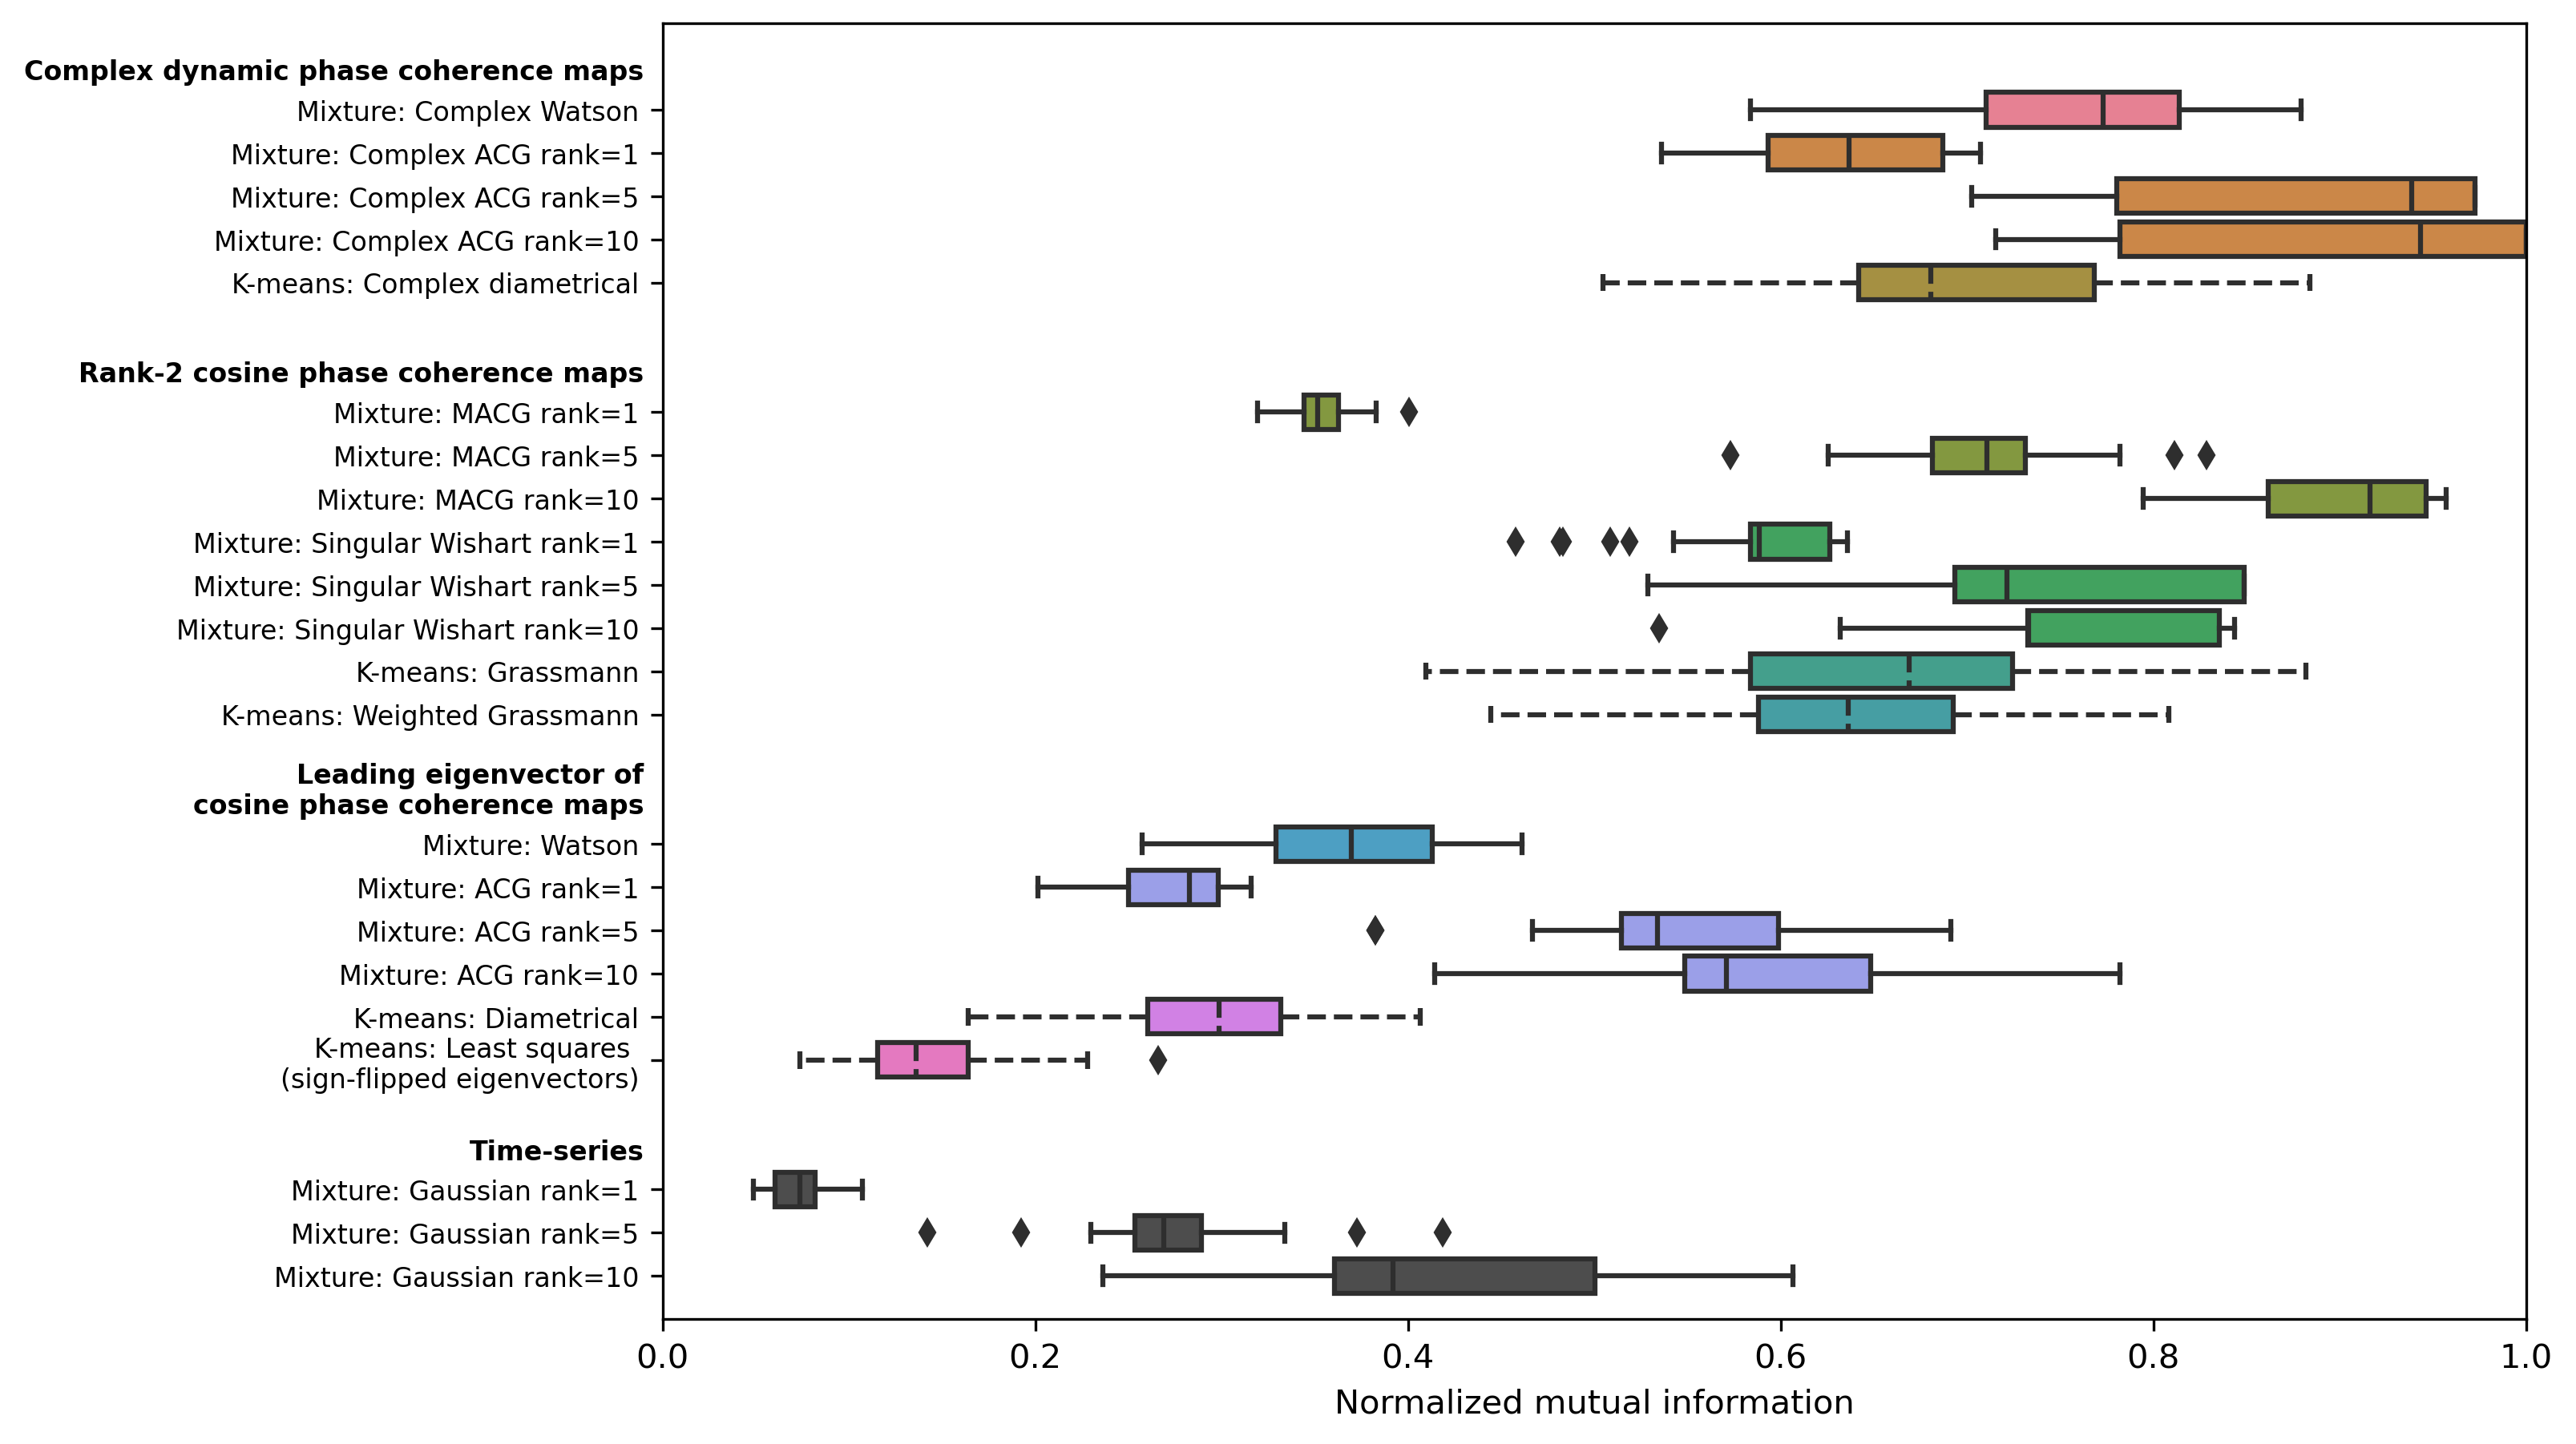 Complex dynamic phase coherence maps
Mixture: Complex Watson
Mixture: Complex ACG rank=1
Mixture: Complex ACG rank=5
Mixture: Complex ACG rank=10
K-means: Complex diametrical
Rank-2 cosine phase coherence maps
Mixture: MACG rank=1
Mixture: MACG rank=5
Mixture: MACG rank=10
Mixture: Singular Wishart rank=1
Mixture: Singular Wishart rank=5
Mixture: Singular Wishart rank=10
K-means: Grassmann
K-means: Weighted Grassmann
Leading eigenvector of
cosine phase coherence maps
Mixture: Watson
Mixture: ACG rank=1
Mixture: ACG rank=5
Mixture: ACG rank=10
K-means: Diametrical
K-means: Least squares
(sign-flipped eigenvectors)
Time-series
Mixture: Gaussian rank=1
Mixture: Gaussian rank=5
Mixture: Gaussian rank=10
0.0 0.2 0.4 0.6 0.8 1.0
Normalized mutual information